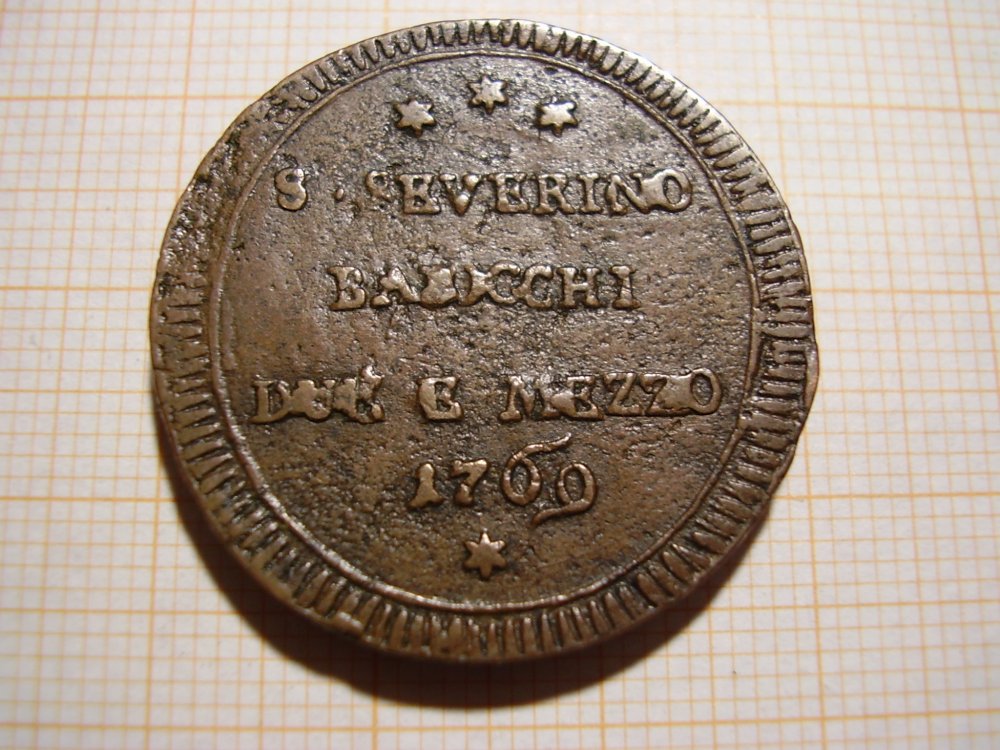 S. SEVERINO
BAIOCCHI
DUE E MEZZO
1769